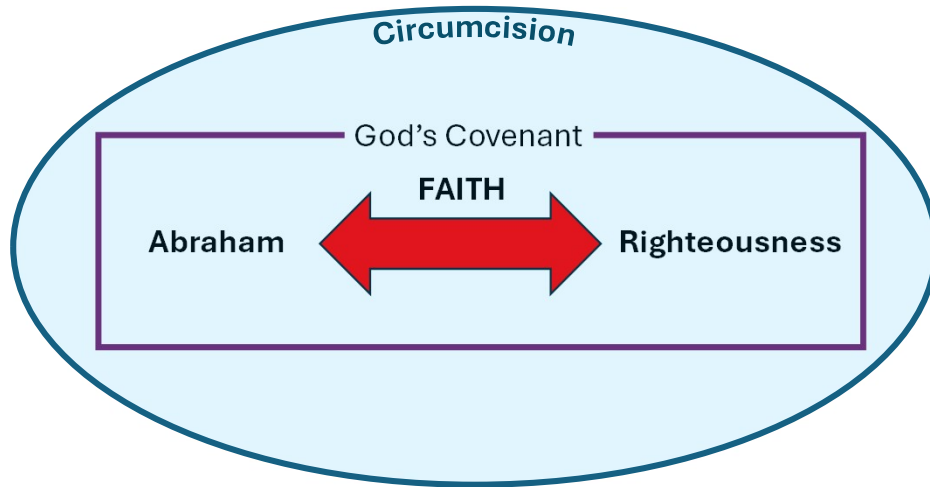 Circumcision
God’s Covenant
FAITH
Abraham
Righteousness